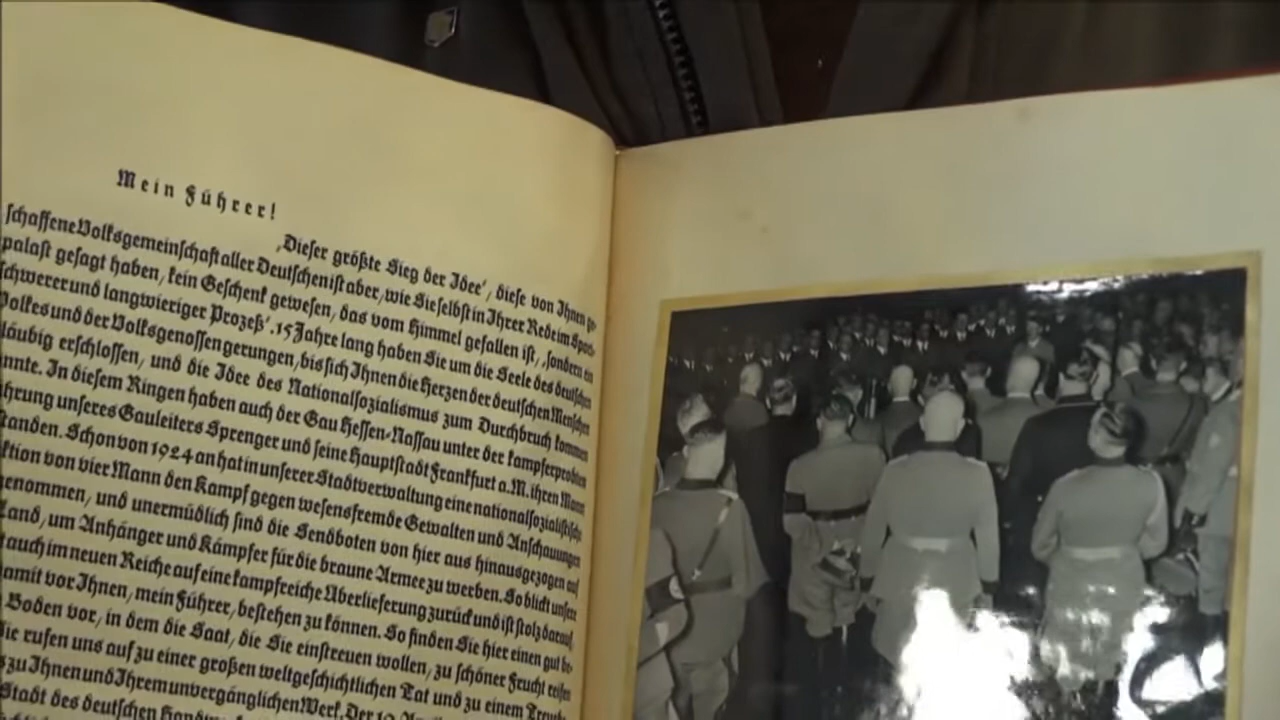 Mein Führer!
‚Dieser größte Sieg der Idee‘, diese von Ihnen ge-
schaffene Volksgemeinschaft aller Deutschen ist aber, wie Sie selbst in Ihrer Rede im Sport-
palast gesagt haben, kein Geschenk gewesen, das vom Himmel gefallen ist, ‚sondern ein
schwerer und langwieriger Prozeß‘. 15 Jahre lang haben Sie um die Seele des deutschen
Volkes und der Volksgenossen gerungen, bis sich Ihnen die Herzen der deutschen Menschen
gläubig erschlossen, und die Idee des Nationalsozialismus zum Durchbruch kommen
konnte. In diesem Ringen haben auch der Gau Hessen-Nassau unter der kampferprobten
Führung unseres Gauleiters Sprenger und seine Hauptstadt Frankfurt a. M. ihren Mann
gestanden. Schon von 1924 an hat in unserer Stadtverwaltung eine nationalsozialistische
Fraktion von vier Mann den Kampf gegen wesensfremde Gewalten und Anschauungen
genommen, und unermüdlich sind die Sendboten von hier aus hinausgezogen auf
Land, um Anhänger und Kämpfer für die braune Armee zu werben. So blickt unsere
auch im neuen Reiche auf eine kampfreiche Überlieferung zurück und ist stolz darauf,
damit vor Ihnen, mein Führer, bestehen zu können. So finden Sie hier einen gut be-
Boden vor, in dem die Saat, die Sie einstreuen wollen, zu schöner Frucht reifen
Sie rufen uns auf zu einer großen weltgeschichtlichen Tat und zu einem
zu Ihnen und Ihrem unvergänglichen Werk. Der 10.
Stadt des deutschen